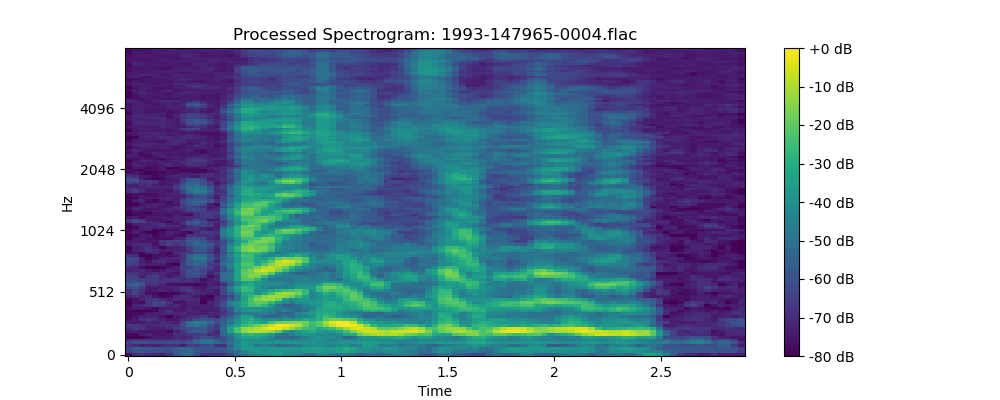 Processed Spectrogram: 1993-147965-0004.flac
Hz
4096
2048
1024
512
0
0 0.5 1 1.5 2 2.5
Time
+0 dB
-10 dB
-20 dB
-30 dB
-40 dB
-50 dB
-60 dB
-70 dB
-80 dB